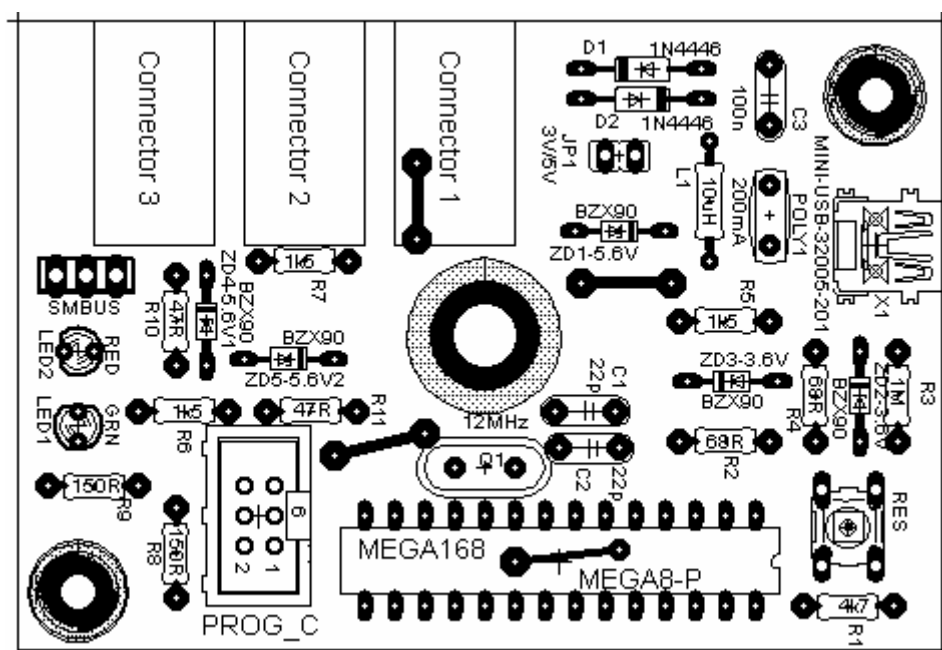 Connector 3
Connector 2
Connector 1
D1
1N4446
D2
1N4446
JP1
3V/5V
100n
C3
L1
10uH
200mA
POLY1
MINI-USB-32005-201
X1
BZX90
ZD1-5.6V
SMBUS
R10
47R
ZD4-5.6V1
BZX90
1k5
R7
BZX90
ZD5-5.6V2
LED2
RED
LED1
GRN
1k5
R6
47R
R11
12MHz
22p
C1
C2
22p
Q1
R5
1k5
ZD3-3.6V
BZX90
68R
R2
68R
R4
BZX90
ZD2-3.6V
1M
R3
150R
R9
150R
R8
6
2
1
PROG_C
MEGA168
MEGA8-P
RES
4k7
R1